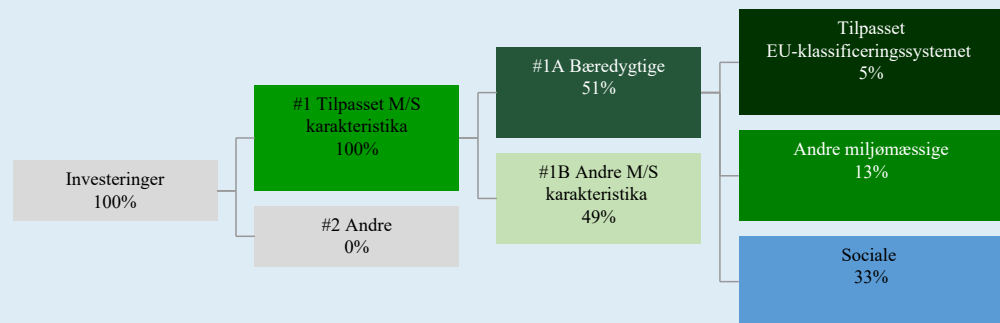 Investeringer
100%
#1 Tilpasset M/S
karakteristika
100%
#2 Andre
0%
#1A Bæredygtige
51%
#1B Andre M/S
karakteristika
49%
Tilpasset
EU-klassificeringssystemet
5%
Andre miljømæssige
13%
Sociale
33%